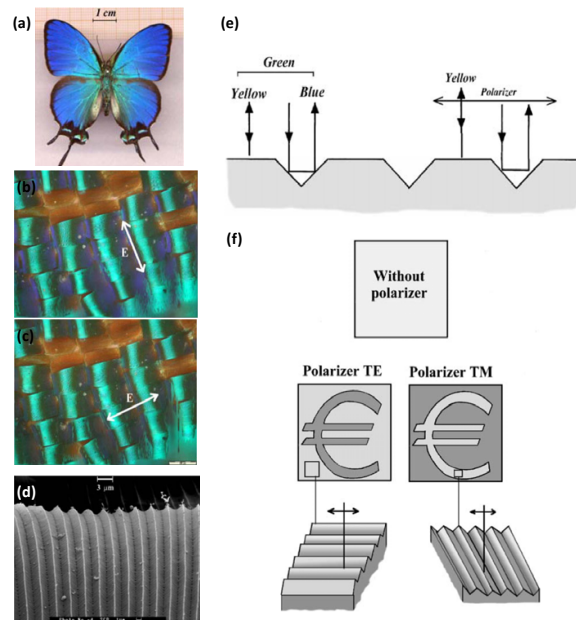 (a)
1 cm
(b)
E
(c)
E
(d)
3 µm
(e)
Green
Yellow
Blue
Yellow
Polarizer
(f)
Without
polarizer
Polarizer TE
Polarizer TM
€
€